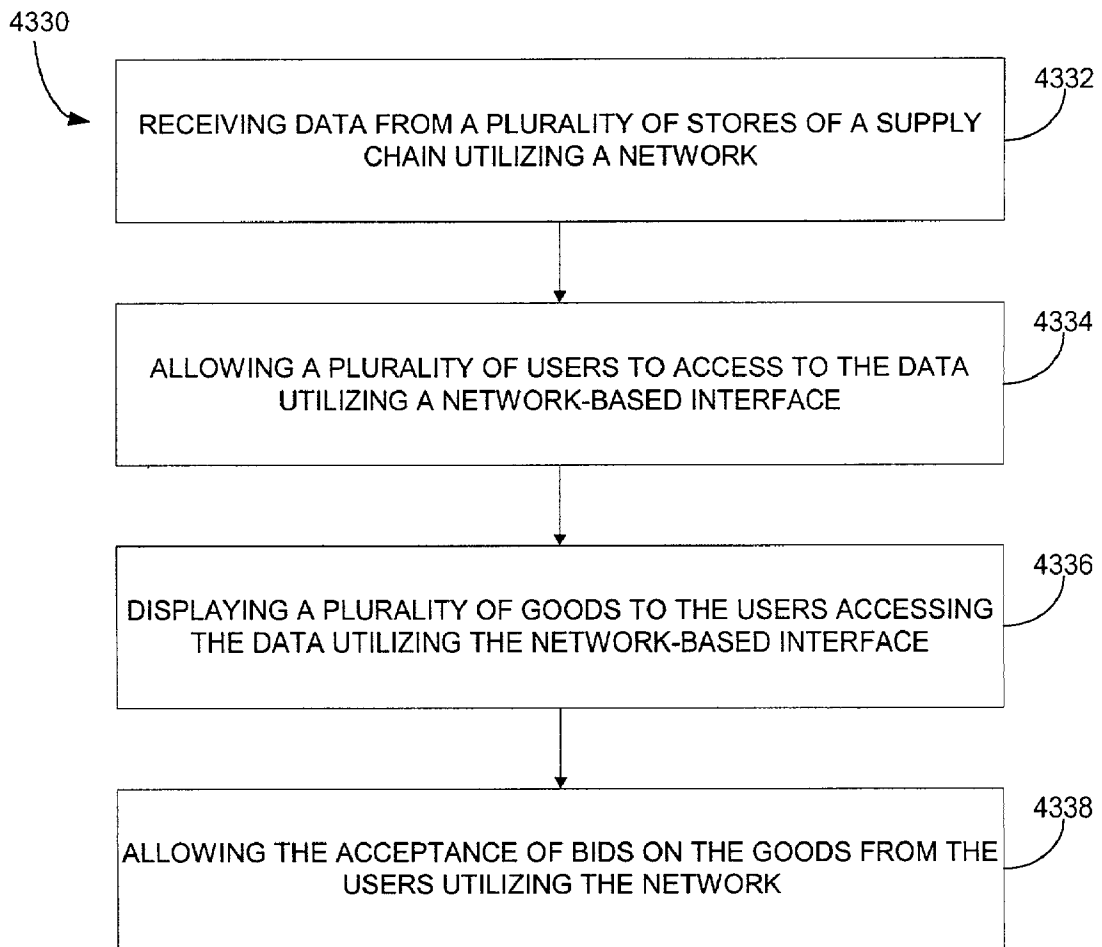 4330
4332
RECEIVING DATA FROM A PLURALITY OF STORES OF A SUPPLY
CHAIN UTILIZING A NETWORK
4334
ALLOWING A PLURALITY OF USERS TO ACCESS TO THE DATA
UTILIZING A NETWORK-BASED INTERFACE
4336
DISPLAYING A PLURALITY OF GOODS TO THE USERS ACCESSING
THE DATA UTILIZING THE NETWORK-BASED INTERFACE
4338
ALLOWING THE ACCEPTANCE OF BIDS ON THE GOODS FROM THE
USERS UTILIZING THE NETWORK